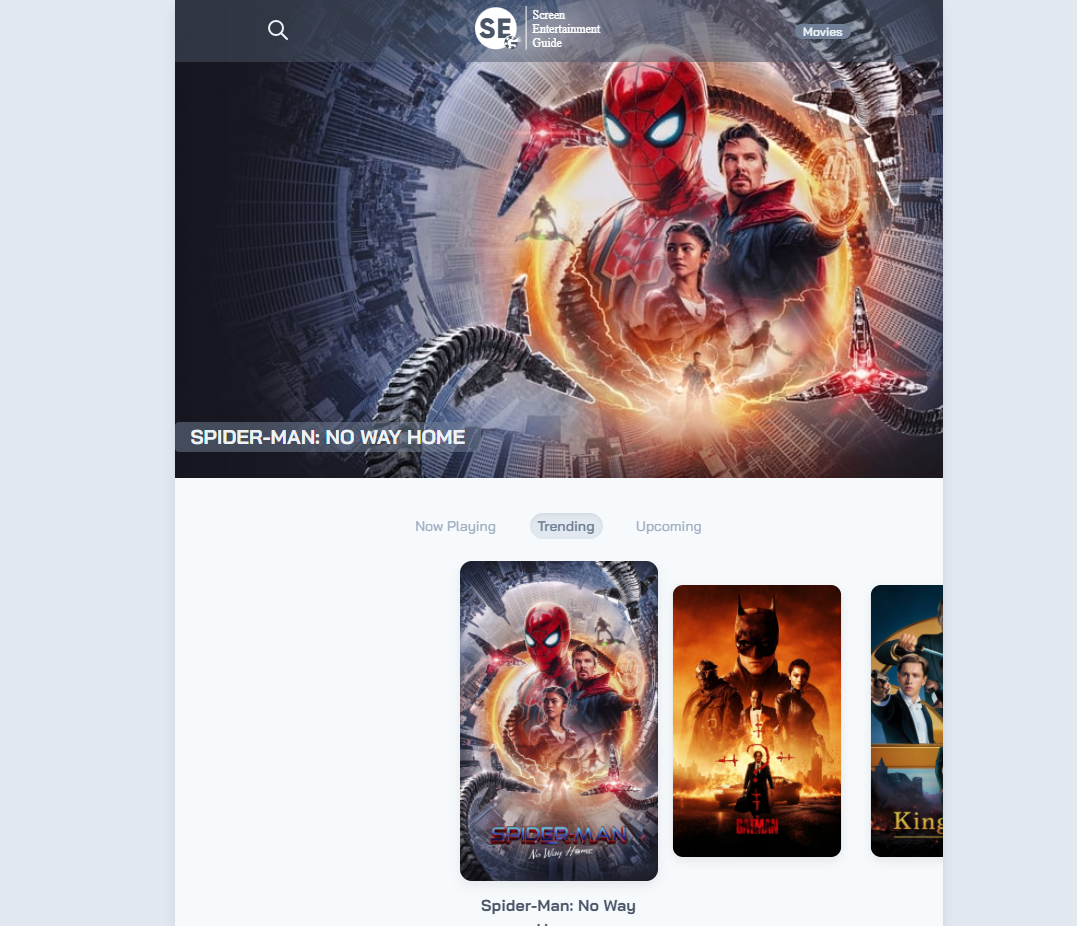 SE
Screen
Entertainment
Guide
Movies
SPIDER-MAN: NO WAY HOME
Now Playing
Trending
Upcoming
SPIDER-MAN
No Way Home
BATMAN
King
Spider-Man: No Way